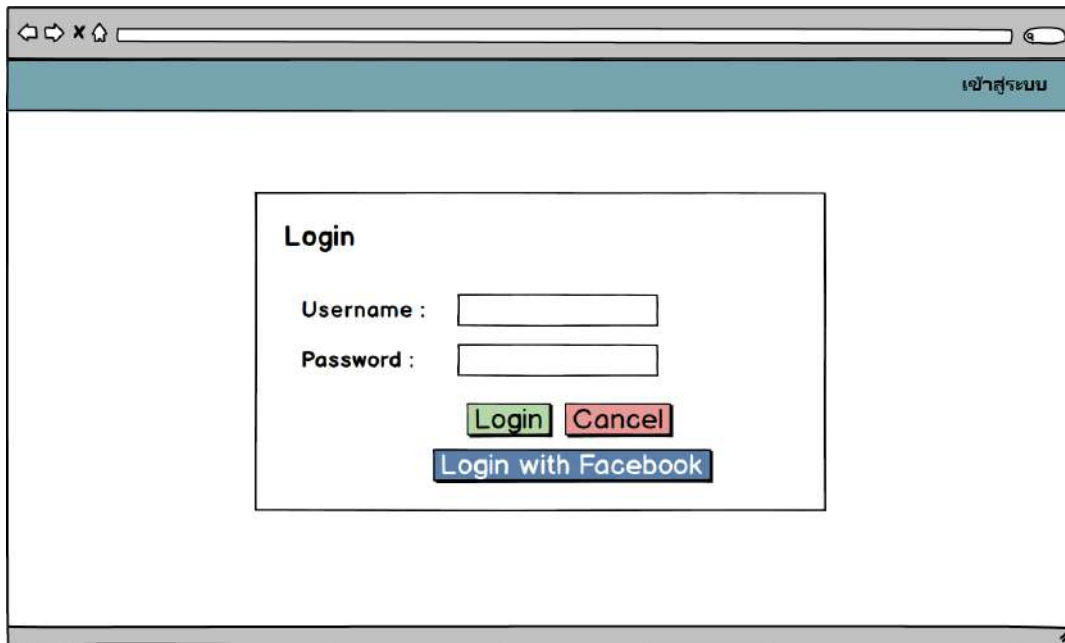 เข้าสู่ระบบ
Login
Username :
Password :
Login Cancel
Login with Facebook